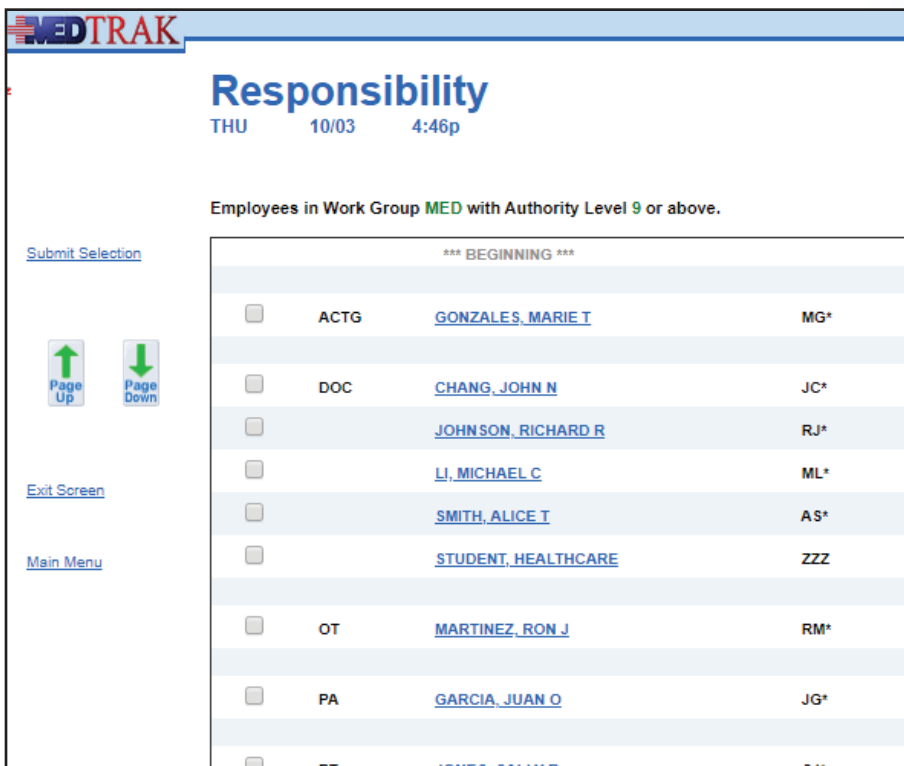 MEDTRAK
Responsibility
THU 10/03 4:46p
Employees in Work Group MED with Authority Level 9 or above.
Submit Selection
*** BEGINNING ***
ACTG GONZALES, MARIE T MG*
Page Up
Page Down
DOC CHANG, JOHN N JC*
JOHNSON, RICHARD R RJ*
LI, MICHAEL C ML*
Exit Screen
SMITH, ALICE T AS*
Main Menu
STUDENT, HEALTHCARE ZZZ
OT MARTINEZ, RON J RM*
PA GARCIA, JUAN O JG*